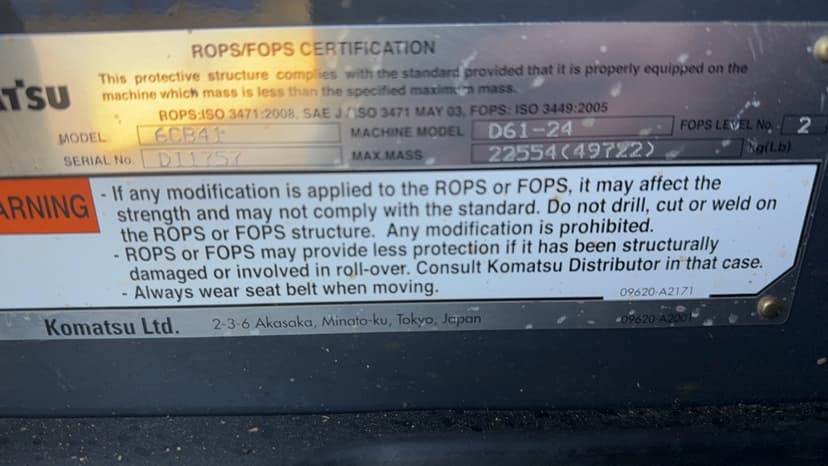 ROPS/FOPS CERTIFICATION
This protective structure complies with the standard provided that it is properly equipped on the
machine which mass is less than the specified maximum mass.
ATSU
ROPS:ISO 3471:2008, SAE J /ISO 3471 MAY 03, FOPS: ISO 3449:2005
MODEL 6CB41 MACHINE MODEL D61-24 FOPS LEVEL No. 2
SERIAL No. D11757 MAX.MASS 22554(49722) Kg(Lb)
ARNING
- If any modification is applied to the ROPS or FOPS, it may affect the
strength and may not comply with the standard. Do not drill, cut or weld on
the ROPS or FOPS structure. Any modification is prohibited.
- ROPS or FOPS may provide less protection if it has been structurally
damaged or involved in roll-over. Consult Komatsu Distributor in that case.
- Always wear seat belt when moving.
09620-A2171
Komatsu Ltd. 2-3-6 Akasaka, Minato-ku, Tokyo, Japan
09620-A2001